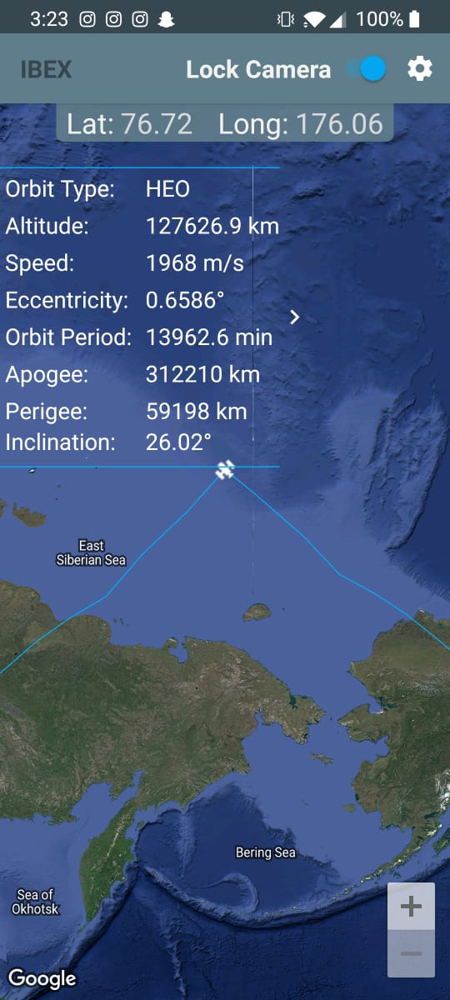 3:23 100%
IBEX Lock Camera
Lat: 76.72 Long: 176.06
Orbit Type: HEO
Altitude: 127626.9 km
Speed: 1968 m/s
Eccentricity: 0.6586°
Orbit Period: 13962.6 min
Apogee: 312210 km
Perigee: 59198 km
Inclination: 26.02°
East
Siberian Sea
Bering Sea
Sea of
Okhotsk
+
−
Google